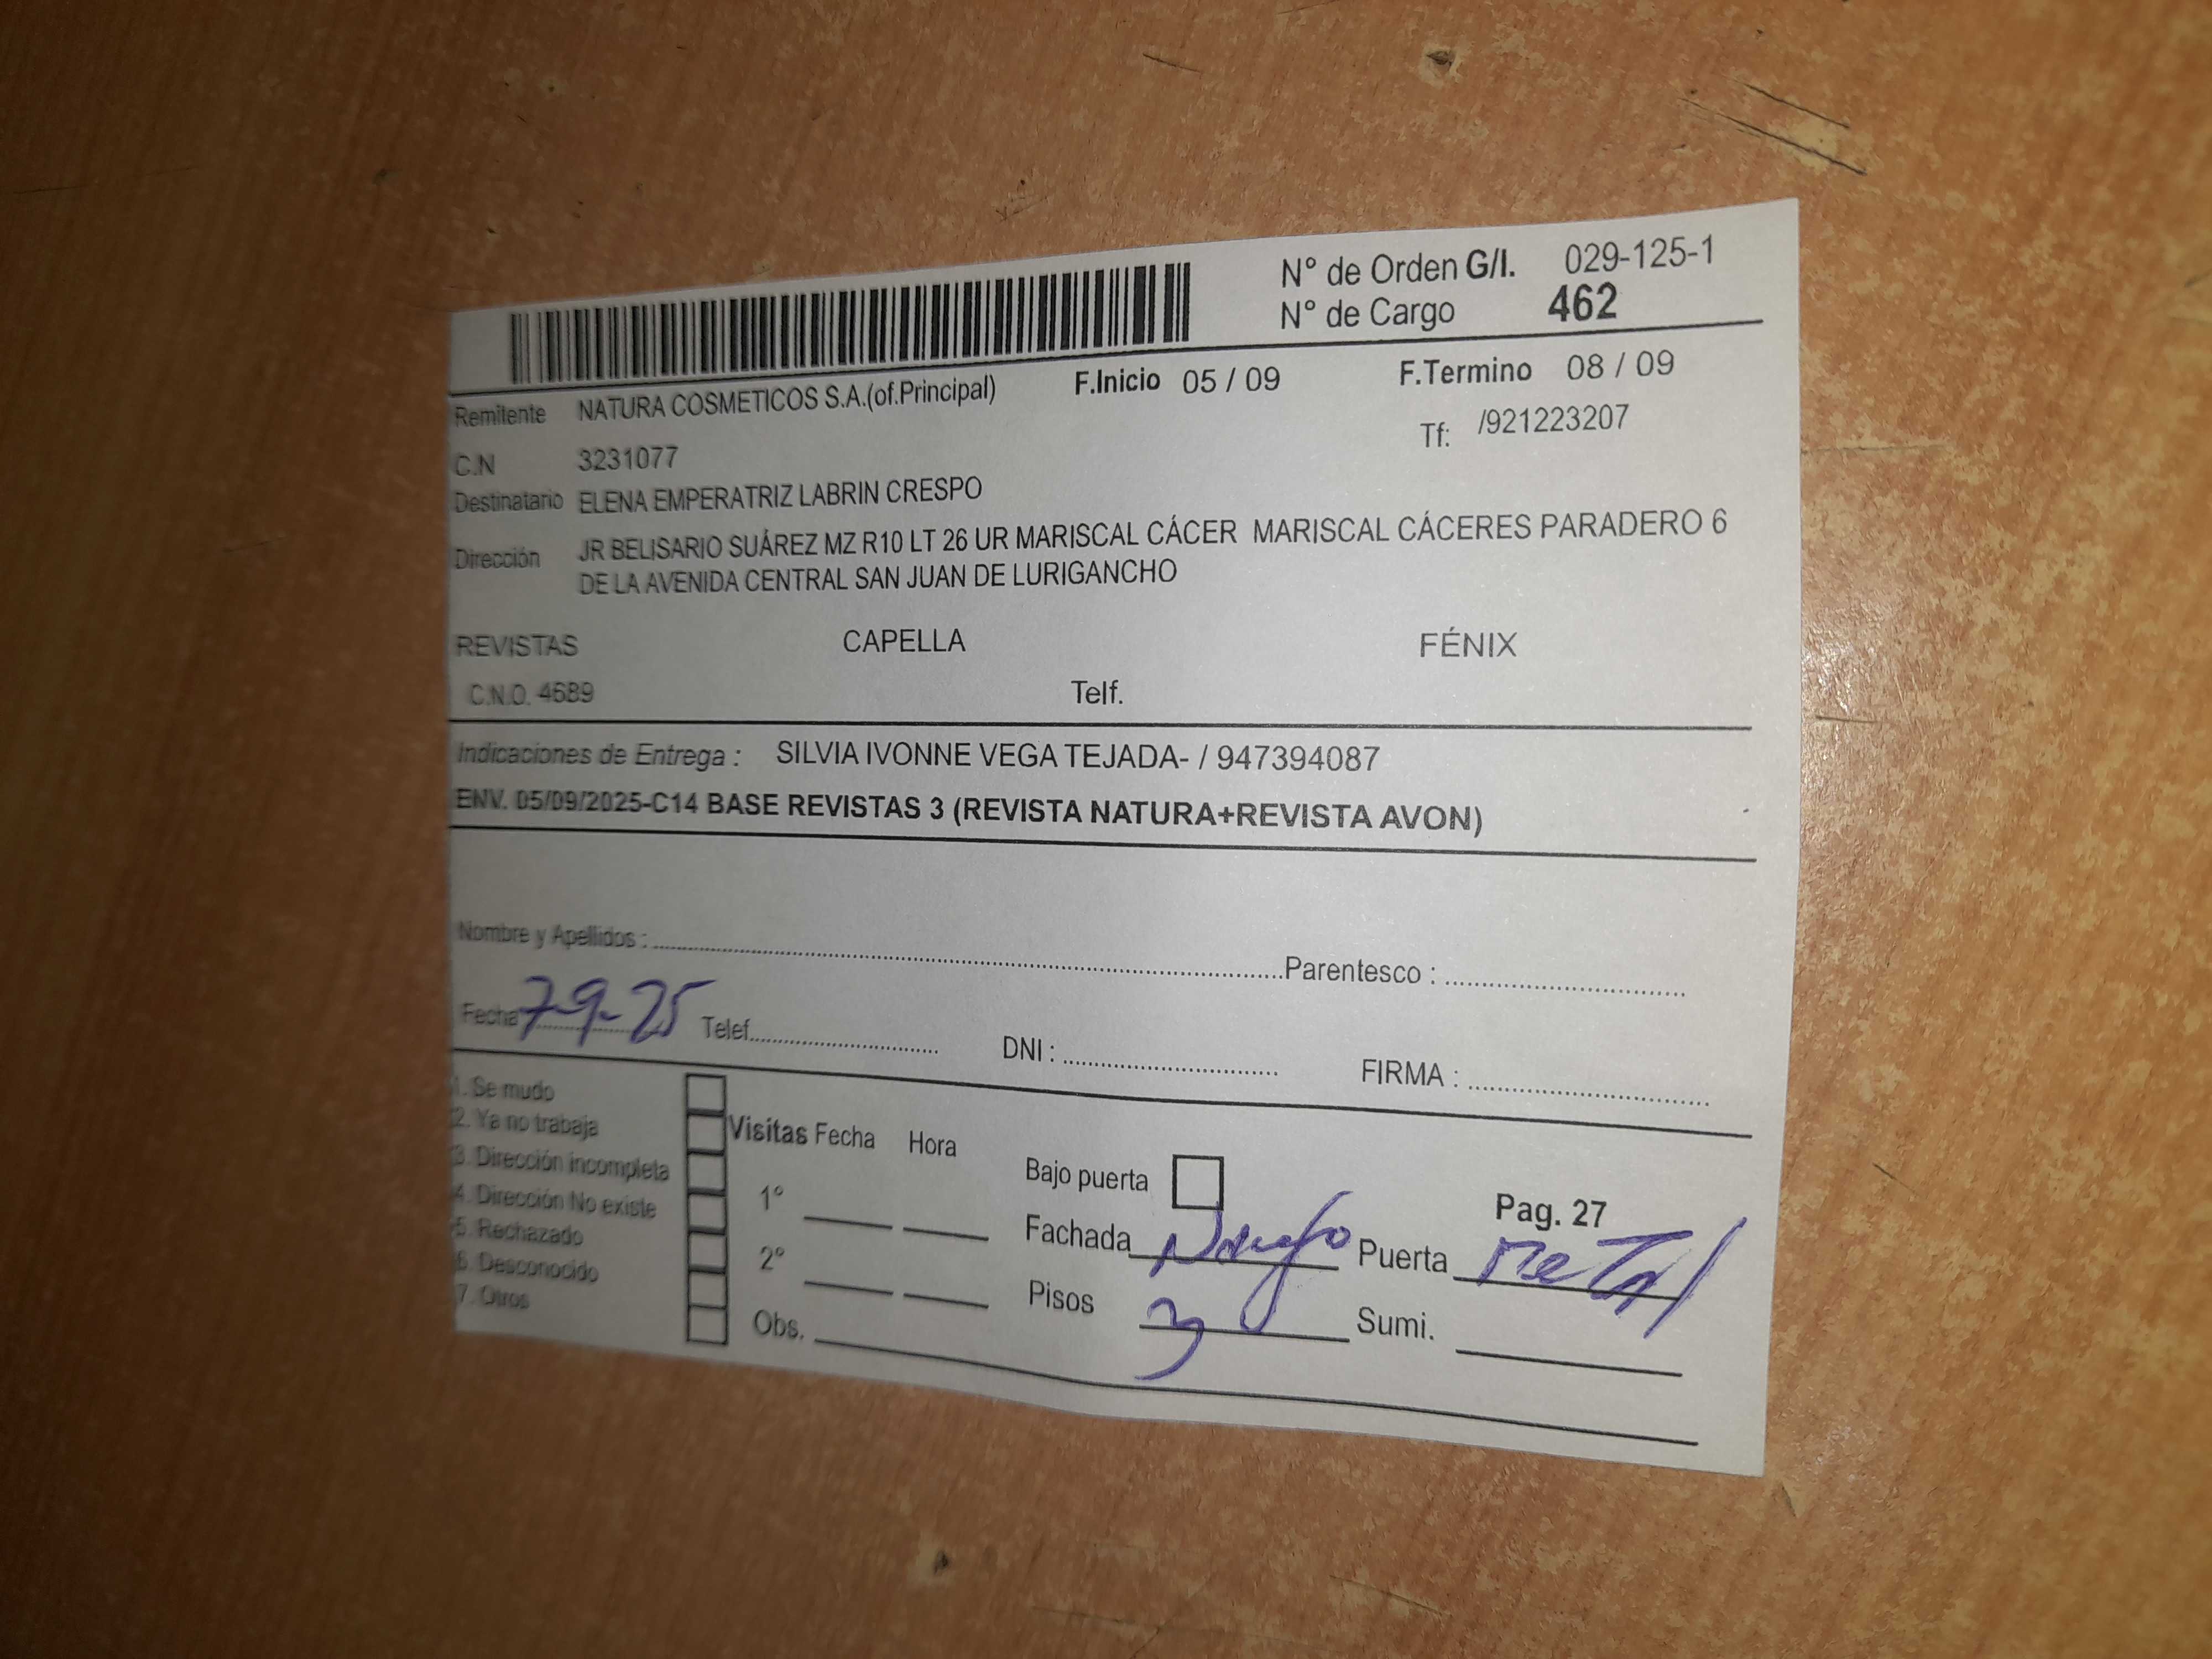 N° de Orden G/I. 029-125-1
N° de Cargo 462
Remitente NATURA COSMETICOS S.A.(of.Principal) F.Inicio 05 / 09 F.Termino 08 / 09
C.N 3231077 Tf: /921223207
Destinatario ELENA EMPERATRIZ LABRIN CRESPO
Dirección JR BELISARIO SUÁREZ MZ R10 LT 26 UR MARISCAL CÁCER MARISCAL CÁCERES PARADERO 6
DE LA AVENIDA CENTRAL SAN JUAN DE LURIGANCHO
REVISTAS CAPELLA FÉNIX
C.N.O. 4689 Telf.
Indicaciones de Entrega : SILVIA IVONNE VEGA TEJADA- / 947394087
ENV. 05/09/2025-C14 BASE REVISTAS 3 (REVISTA NATURA+REVISTA AVON)
Nombre y Apellidos : Parentesco :
Fecha 7-9-25 Telef. DNI : FIRMA :
1. Se mudo
2. Ya no trabaja Visitas Fecha Hora
3. Dirección incompleta Bajo puerta
4. Dirección No existe 1° Pag. 27
5. Rechazado Fachada Puerta metal
6. Desconocido 2°
7. Otros Pisos 3 Sumi.
Obs.